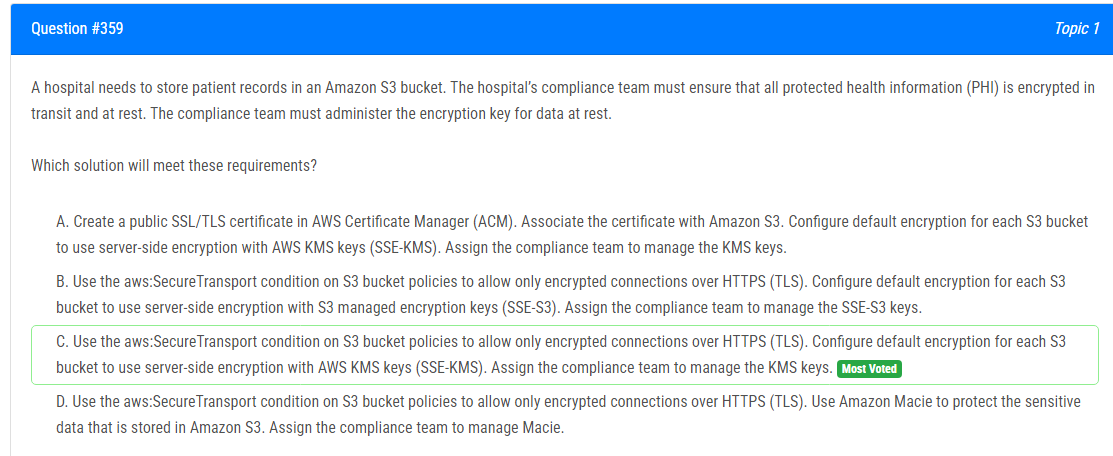 Question #359
Topic 1
A hospital needs to store patient records in an Amazon S3 bucket. The hospital's compliance team must ensure that all protected health information (PHI) is encrypted in
transit and at rest. The compliance team must administer the encryption key for data at rest.
Which solution will meet these requirements?
A. Create a public SSL/TLS certificate in AWS Certificate Manager (ACM). Associate the certificate with Amazon S3. Configure default encryption for each S3 bucket
to use server-side encryption with AWS KMS keys (SSE-KMS). Assign the compliance team to manage the KMS keys.
B. Use the aws:SecureTransport condition on S3 bucket policies to allow only encrypted connections over HTTPS (TLS). Configure default encryption for each S3
bucket to use server-side encryption with S3 managed encryption keys (SSE-S3). Assign the compliance team to manage the SSE-S3 keys.
C. Use the aws:SecureTransport condition on S3 bucket policies to allow only encrypted connections over HTTPS (TLS). Configure default encryption for each S3
bucket to use server-side encryption with AWS KMS keys (SSE-KMS). Assign the compliance team to manage the KMS keys. Most Voted
D. Use the aws:SecureTransport condition on S3 bucket policies to allow only encrypted connections over HTTPS (TLS). Use Amazon Macie to protect the sensitive
data that is stored in Amazon S3. Assign the compliance team to manage Macie.